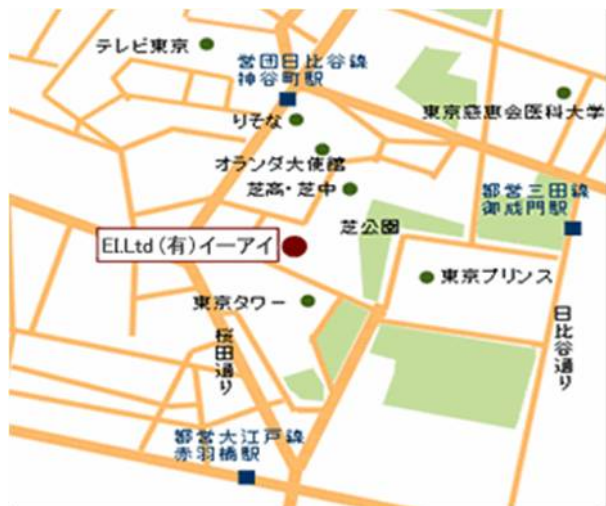 テレビ東京
営団日比谷線
神谷町駅
りそな
東京慈恵会医科大学
オランダ大使館
芝高・芝中
都営三田線
御成門駅
芝公園
EI.Ltd (有)イーアイ
東京プリンス
東京タワー
桜田通り
日比谷通り
都営大江戸線
赤羽橋駅